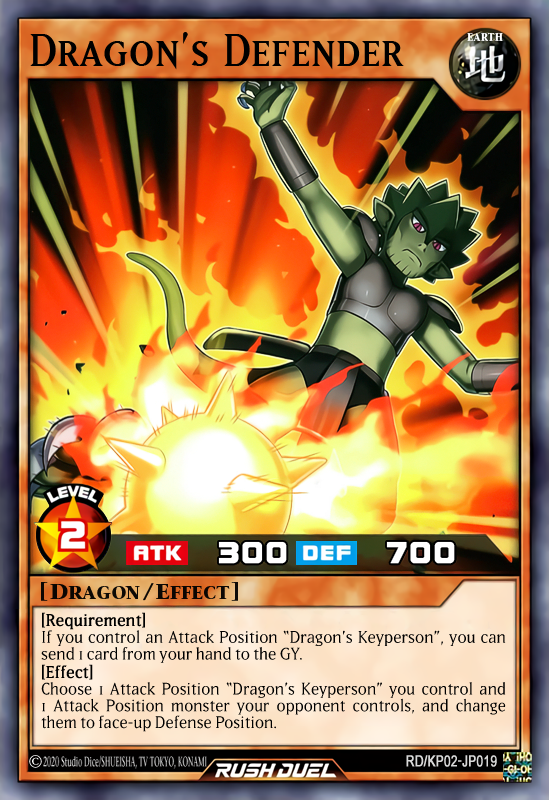 DRAGON'S DEFENDER
EARTH
地
LEVEL
2
ATK 300 DEF 700
[DRAGON/EFFECT]
[Requirement]
If you control an Attack Position “Dragon's Keyperson”, you can
send 1 card from your hand to the GY.
[Effect]
Choose 1 Attack Position “Dragon's Keyperson” you control and
1 Attack Position monster your opponent controls, and change
them to face-up Defense Position.
©2020 Studio Dice/SHUEISHA, TV TOKYO, KONAMI
RUSH DUEL
RD/KP02-JP019